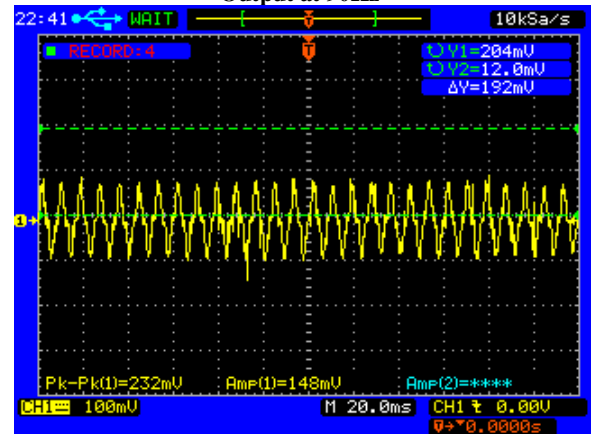 22:41 WAIT T 10kSa/s
RECORD:4 T Y1=204mV
Y2=12.0mV
ΔY=192mV
1
Pk-Pk(1)=232mV Amp(1)=148mV Amp(2)=****
CH1 100mV M 20.0ms CH1 0.00V
T→▼0.0000s